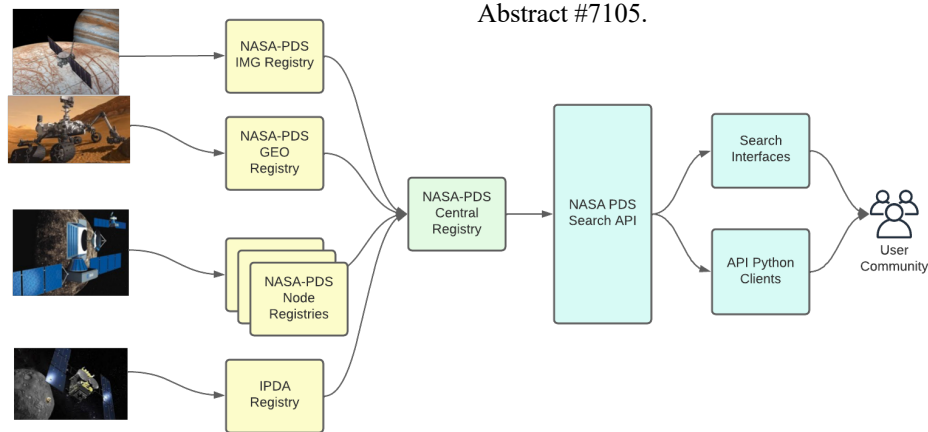 Abstract #7105.
NASA-PDS
IMG Registry
NASA-PDS
GEO
Registry
NASA-PDS
Node
Registries
IPDA
Registry
NASA-PDS
Central
Registry
NASA PDS
Search API
Search
Interfaces
API Python
Clients
User
Community